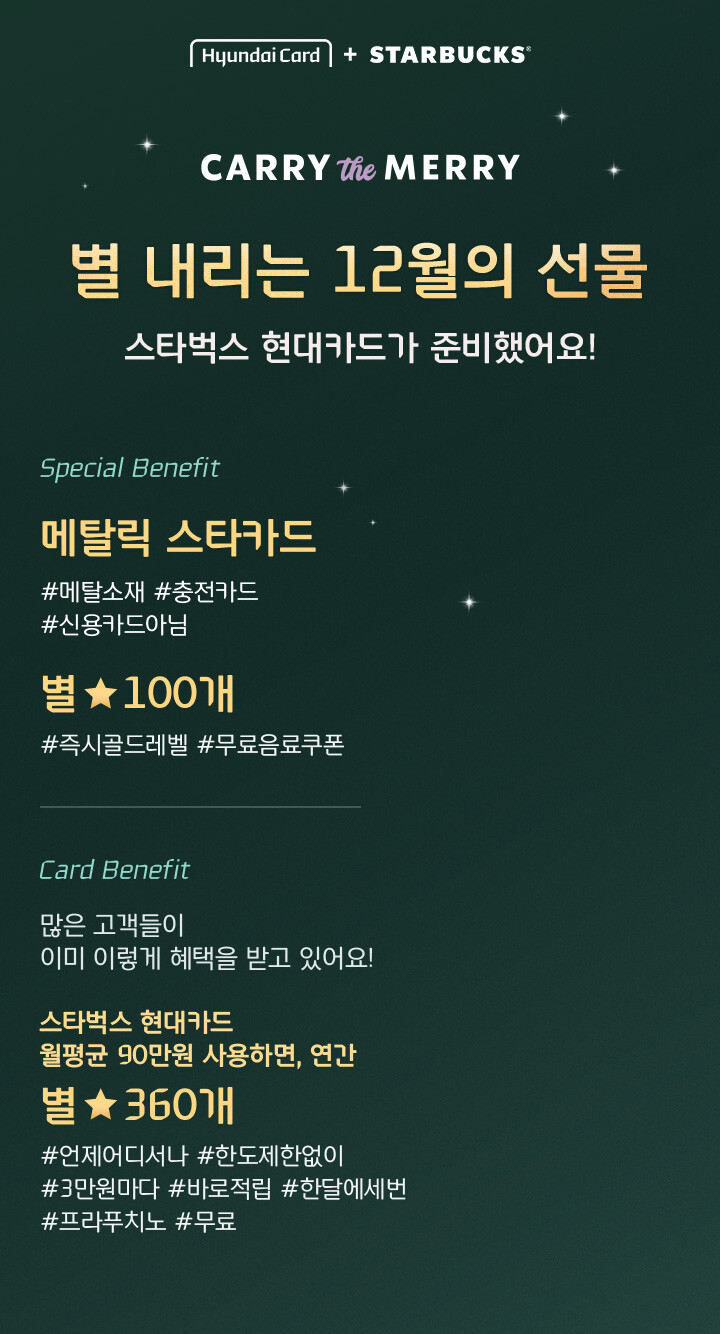 Hyundai Card + STARBUCKS®
CARRY the MERRY
별 내리는 12월의 선물
스타벅스 현대카드가 준비했어요!
Special Benefit
메탈릭 스타카드
#메탈소재 #충전카드
#신용카드아님
별★100개
#즉시골드레벨 #무료음료쿠폰
Card Benefit
많은 고객들이
이미 이렇게 혜택을 받고 있어요!
스타벅스 현대카드
월평균 90만원 사용하면, 연간
별★360개
#언제어디서나 #한도제한없이
#3만원마다 #바로적립 #한달에세번
#프라푸치노 #무료